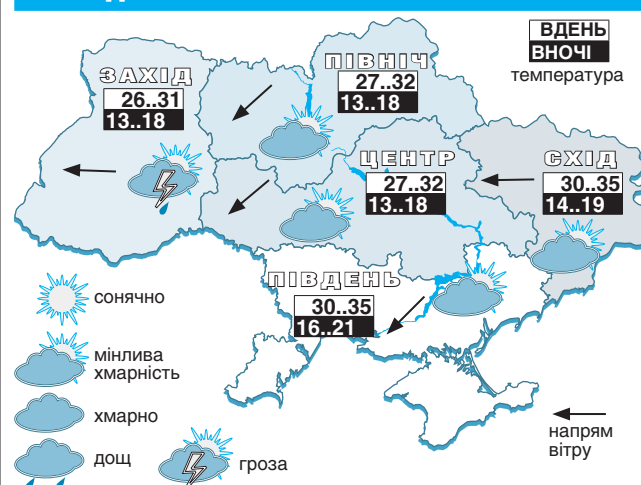 ВДЕНЬ
ВНОЧІ
температура
ЗАХІД
26..31
13..18
ПІВНІЧ
27..32
13..18
ЦЕНТР
27..32
13..18
СХІД
30..35
14..19
ПІВДЕНЬ
30..35
16..21
сонячно
мінлива
хмарність
хмарно
дощ
гроза
напрям
вітру